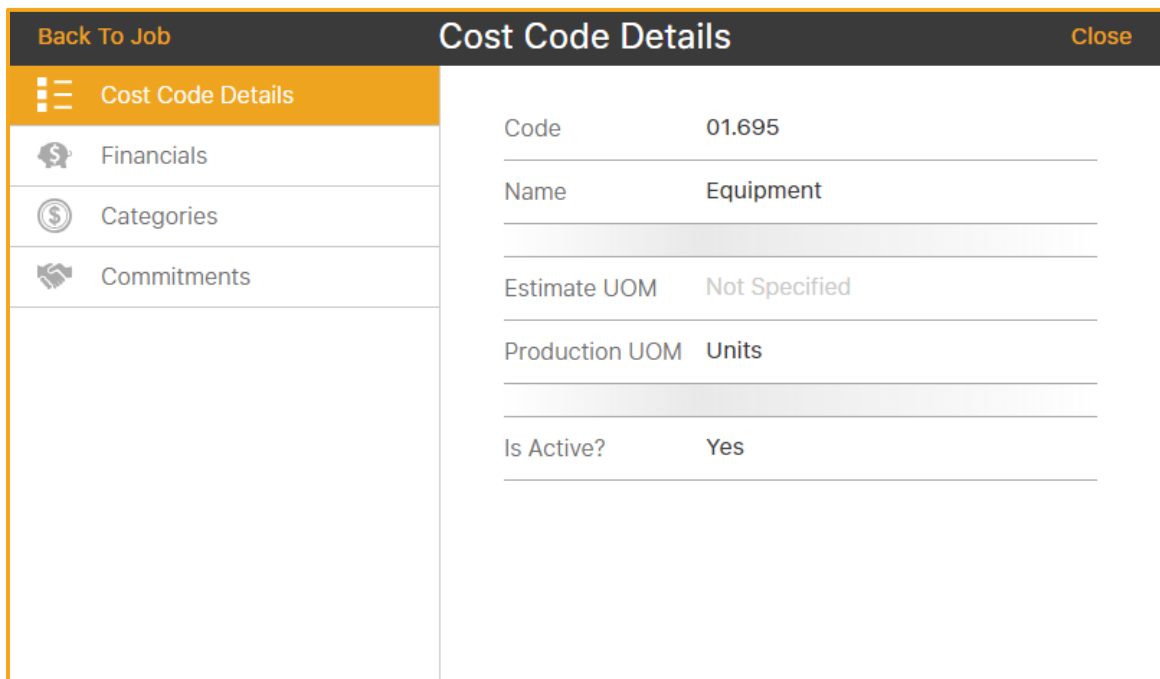 Back To Job
Cost Code Details
Close
Cost Code Details
Financials
Categories
Commitments
Code 01.695
Name Equipment
Estimate UOM Not Specified
Production UOM Units
Is Active? Yes